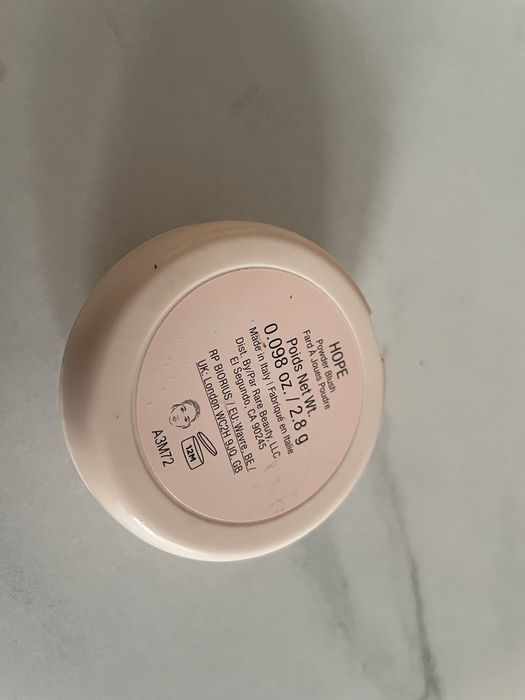 HOPE
Powder Blush
Fard À Joues Poudre
Poids Net Wt.
0.098 oz. / 2.8 g
Made in Italy | Fabriqué en Italie
Dist. By/Par Rare Beauty, LLC
El Segundo, CA 90245
RP BIORIUS / EU: Wavre, BE /
UK: London WC2H 9JQ, GB
12M
A3M72